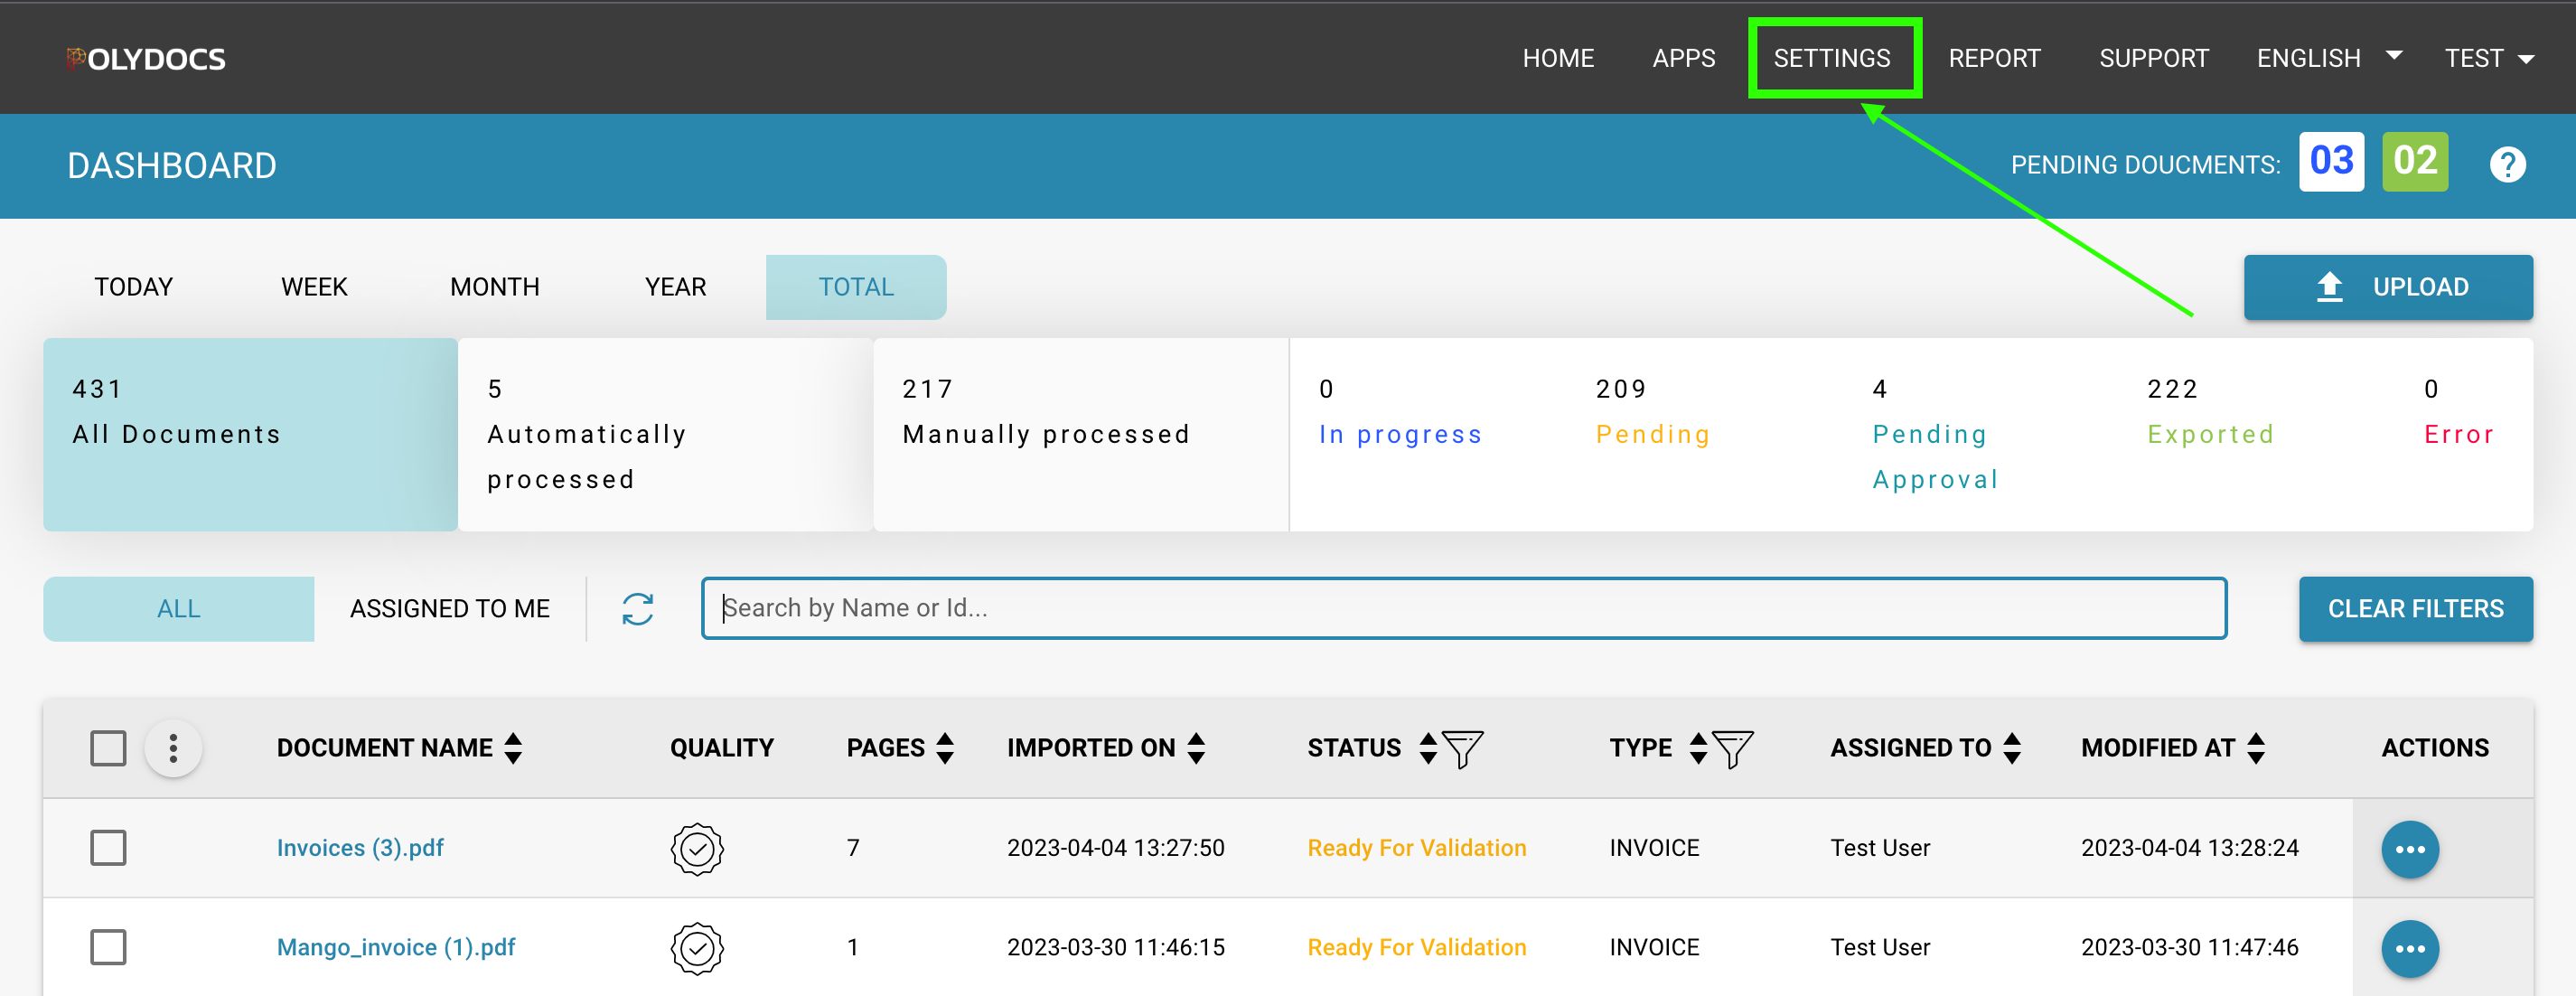 POLYDOCS HOME APPS SETTINGS REPORT SUPPORT ENGLISH TEST
DASHBOARD PENDING DOUCMENTS: 03 02 ?
TODAY WEEK MONTH YEAR TOTAL UPLOAD
431 5 217 0 209 4 222 0
All Documents Automatically Manually processed In progress Pending Pending Exported Error
processed Approval
ALL ASSIGNED TO ME Search by Name or Id... CLEAR FILTERS
DOCUMENT NAME QUALITY PAGES IMPORTED ON STATUS TYPE ASSIGNED TO MODIFIED AT ACTIONS
Invoices (3).pdf 7 2023-04-04 13:27:50 Ready For Validation INVOICE Test User 2023-04-04 13:28:24
Mango_invoice (1).pdf 1 2023-03-30 11:46:15 Ready For Validation INVOICE Test User 2023-03-30 11:47:46